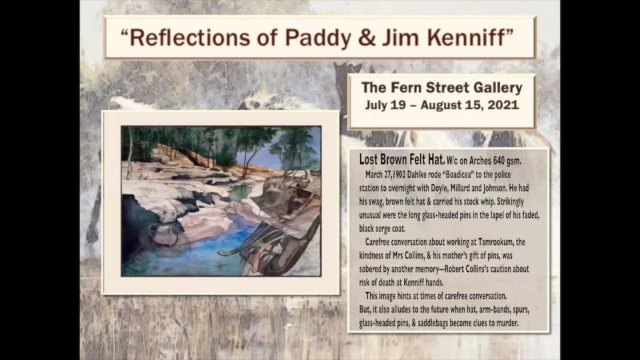 “Reflections of Paddy & Jim Kenniff”
The Fern Street Gallery
July 19 – August 15, 2021
Lost Brown Felt Hat. W/c on Arches 640 gsm.
March 27,1902 Dahlke rode “Boadicea” to the police
station to overnight with Doyle, Millard and Johnson. He had
his swag, brown felt hat & carried his stock whip. Strikingly
unusual were the long glass-headed pins in the lapel of his faded,
black serge coat.
Carefree conversation about working at Tamrookum, the
kindness of Mrs Collins, & his mother’s gift of pins, was
sobered by another memory—Robert Collins’s caution about
risk of death at Kenniff hands.
This image hints at times of carefree conversation.
But, it also alludes to the future when hat, arm-bands, spurs,
glass-headed pins, & saddlebags become clues to murder.